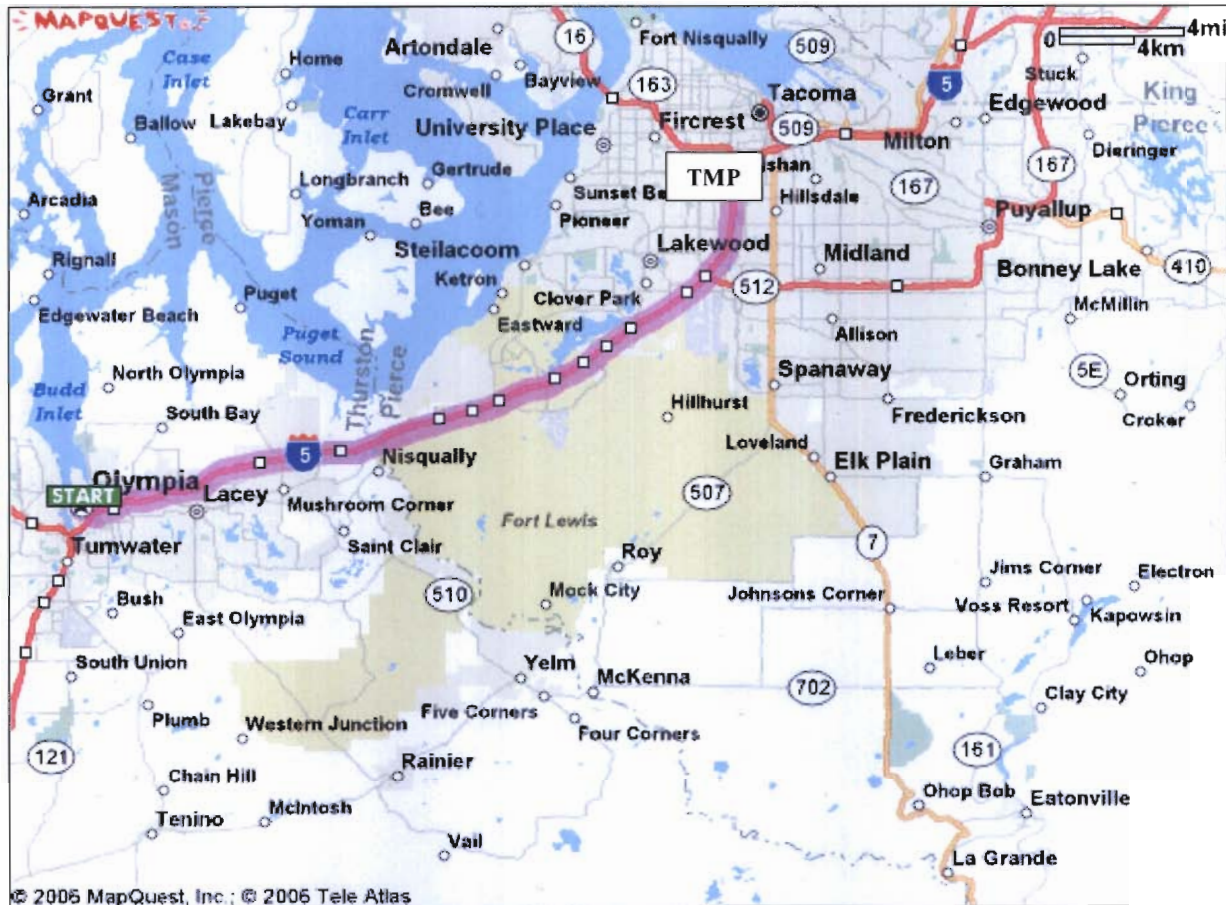 MAPQUEST
Case
Inlet
Home
Artondale
16
Fort Nisqually
509
0
4mi
4km
5
Stuck
Grant
Cromwell
Bayview
163
Tacoma
Edgewood
King
Pierce
Ballow
Lakebay
Carr
Inlet
University Place
Fircrest
509
Milton
Dieringer
Pierce
Mason
Gertrude
TMP
shan
167
167
Arcadia
Longbranch
Sunset Be
Hillsdale
Yoman
Bee
Pioneer
Puyallup
Steilacoom
Lakewood
Midland
Rignall
Ketron
Bonney Lake
410
Puget
Clover Park
512
Edgewater Beach
Eastward
McMillin
Puget
Sound
Allison
Thurston
Pierce
North Olympia
Spanaway
5E
Orting
Budd
Inlet
Hillhurst
Frederickson
Croker
South Bay
5
Loveland
Nisqually
Elk Plain
Graham
Olympia
START
Lacey
Mushroom Corner
507
Fort Lewis
Saint Clair
7
Tumwater
Roy
Jims Corner
Electron
510
Mock City
Johnsons Corner
Voss Resort
Kapowsin
Bush
East Olympia
South Union
Yelm
Leber
Ohop
McKenna
702
Clay City
Plumb
Five Corners
Western Junction
Four Corners
121
161
Rainier
Chain Hill
Ohop Bob
Eatonville
McIntosh
Tenino
Vail
La Grande
© 2006 MapQuest, Inc.; © 2006 Tele Atlas